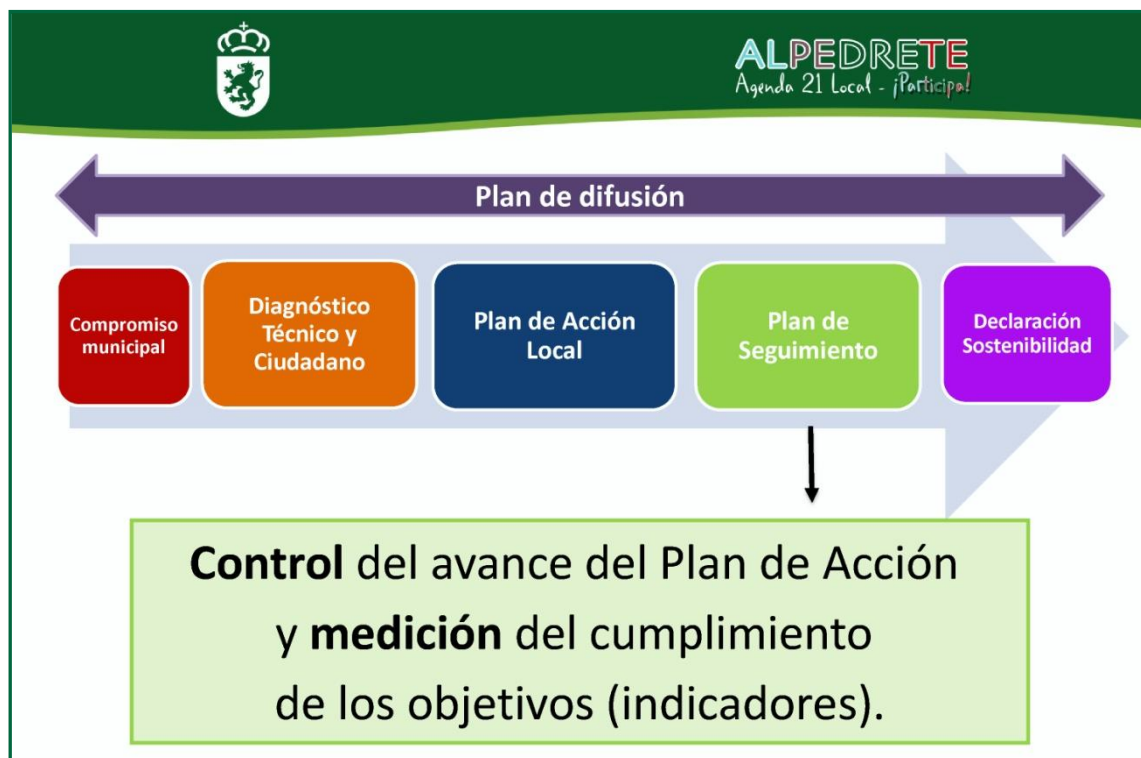 ALPEDRETE
Agenda 21 Local - ¡Participa!
Plan de difusión
Compromiso
municipal
Diagnóstico
Técnico y
Ciudadano
Plan de Acción
Local
Plan de
Seguimiento
Declaración
Sostenibilidad
Control del avance del Plan de Acción
y medición del cumplimiento
de los objetivos (indicadores).